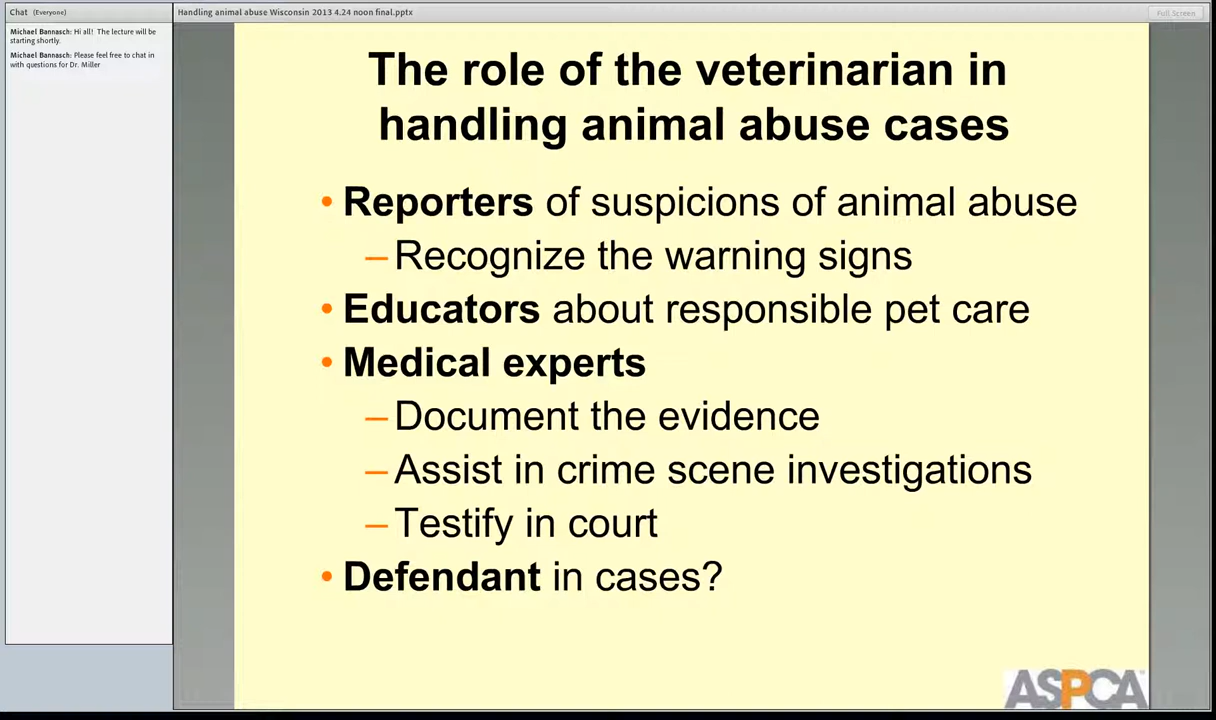 Chat (Everyone)
Michael Bannasch: Hi all! The lecture will be
starting shortly.
Michael Bannasch: Please feel free to chat in
with questions for Dr. Miller
Handling animal abuse Wisconsin 2013 4.24 noon final.pptx
Full Screen
The role of the veterinarian in
handling animal abuse cases
• Reporters of suspicions of animal abuse
– Recognize the warning signs
• Educators about responsible pet care
• Medical experts
– Document the evidence
– Assist in crime scene investigations
– Testify in court
• Defendant in cases?
ASPCA